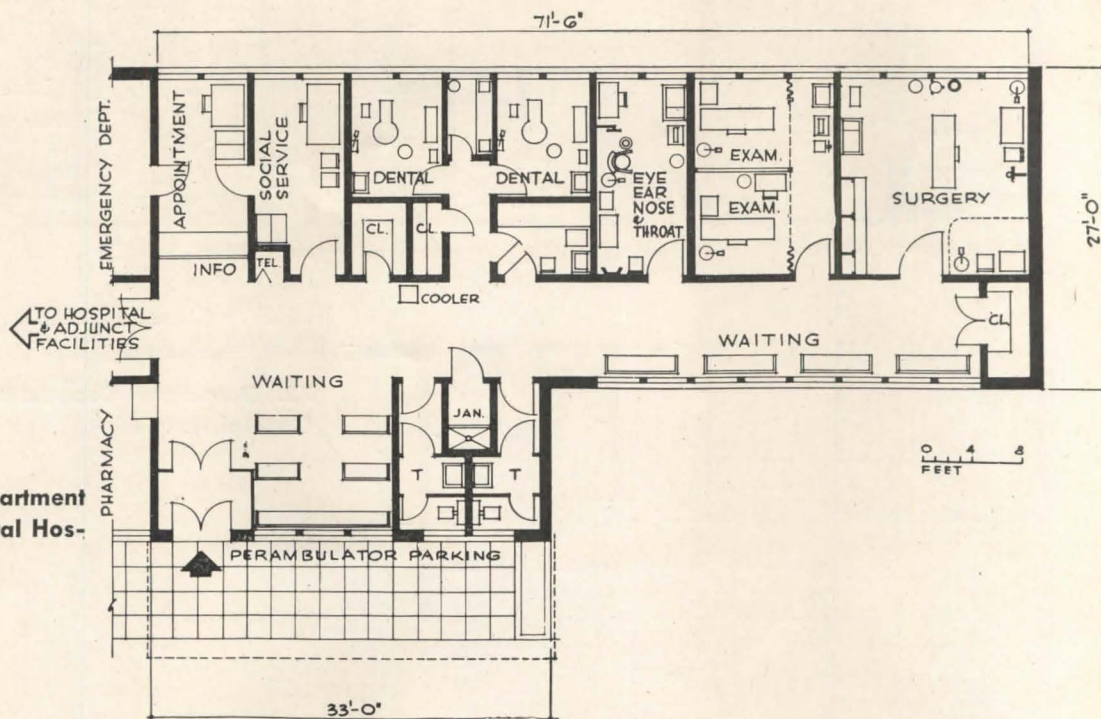 71'-6"
EMERGENCY DEPT.
APPOINTMENT
SOCIAL
SERVICE
DENTAL
DENTAL
EYE
EAR
NOSE
&
THROAT
EXAM.
EXAM.
SURGERY
27'-0"
CL.
CL.
INFO
TEL
COOLER
TO HOSPITAL
& ADJUNCT
FACILITIES
WAITING
WAITING
CL
JAN.
PHARMACY
T
T
0 4 8
FEET
artment
al Hos-
PERAMBULATOR PARKING
33'-0"